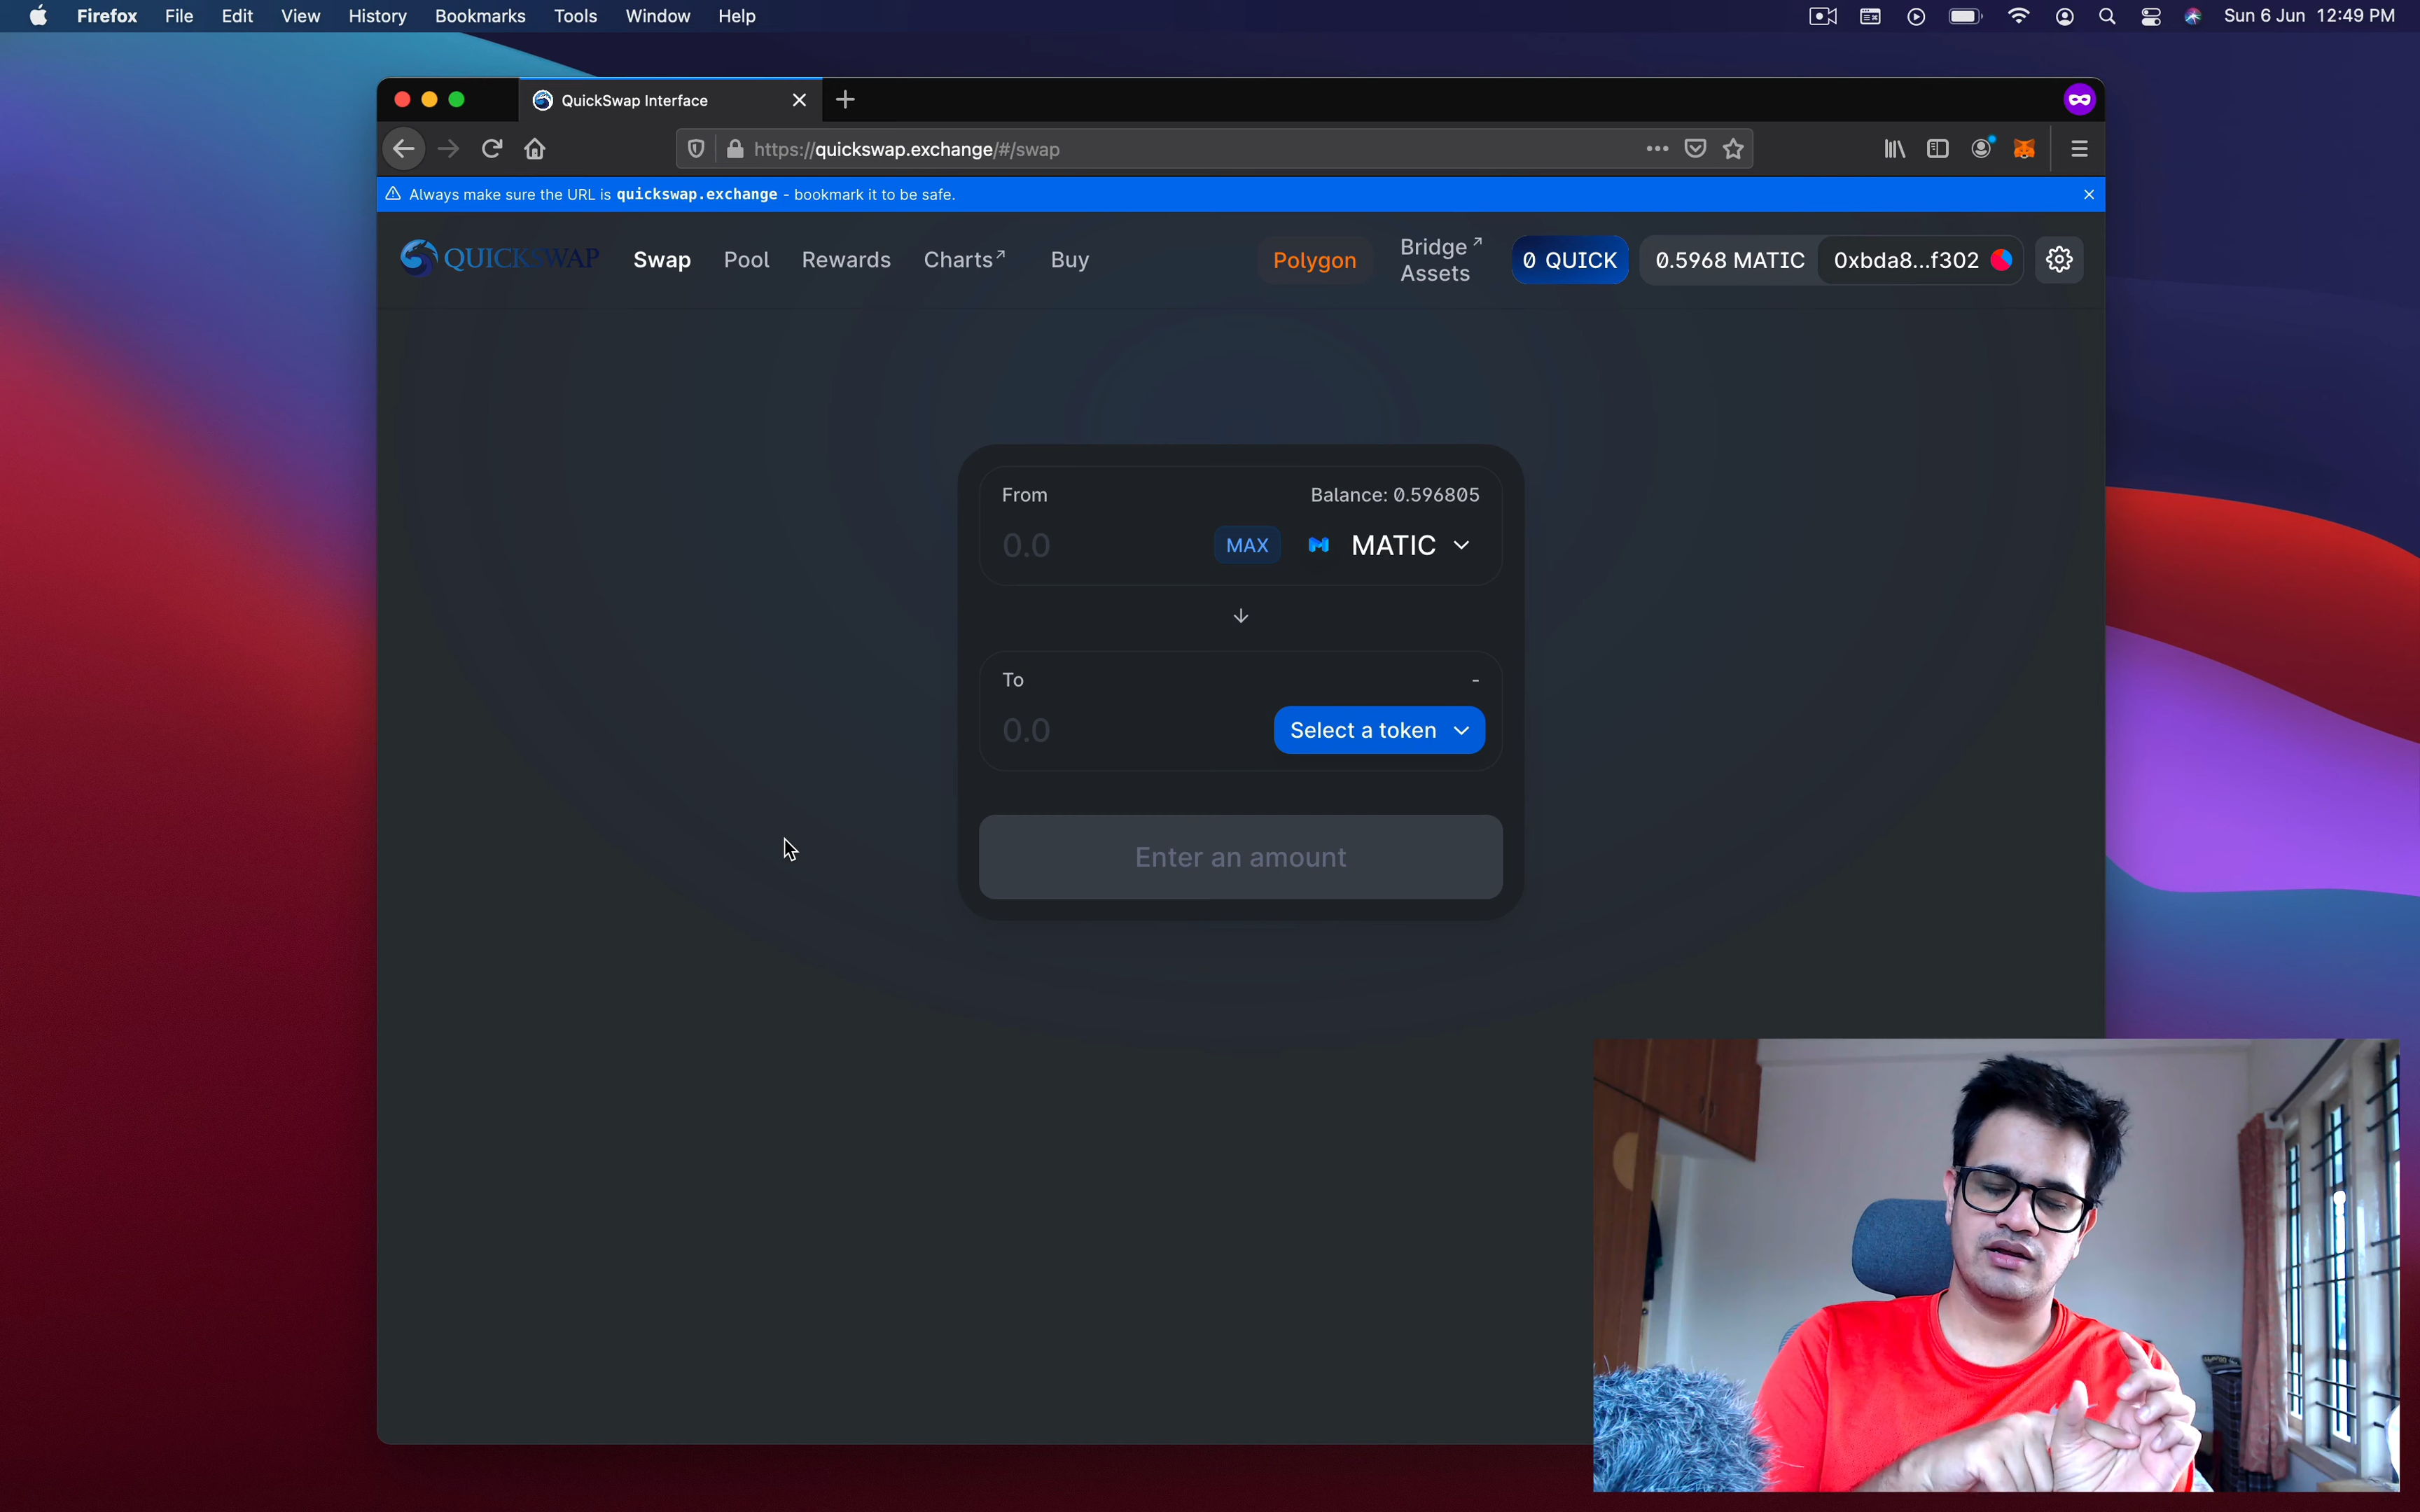 Firefox File Edit View History Bookmarks Tools Window Help Sun 6 Jun 12:49 PM
QuickSwap Interface
https://quickswap.exchange/#/swap
Always make sure the URL is quickswap.exchange - bookmark it to be safe.
QUICKSWAP Swap Pool Rewards Charts↗ Buy Polygon Bridge↗ Assets 0 QUICK 0.5968 MATIC 0xbda8...f302
From Balance: 0.596805
0.0 MAX MATIC
To -
0.0 Select a token
Enter an amount